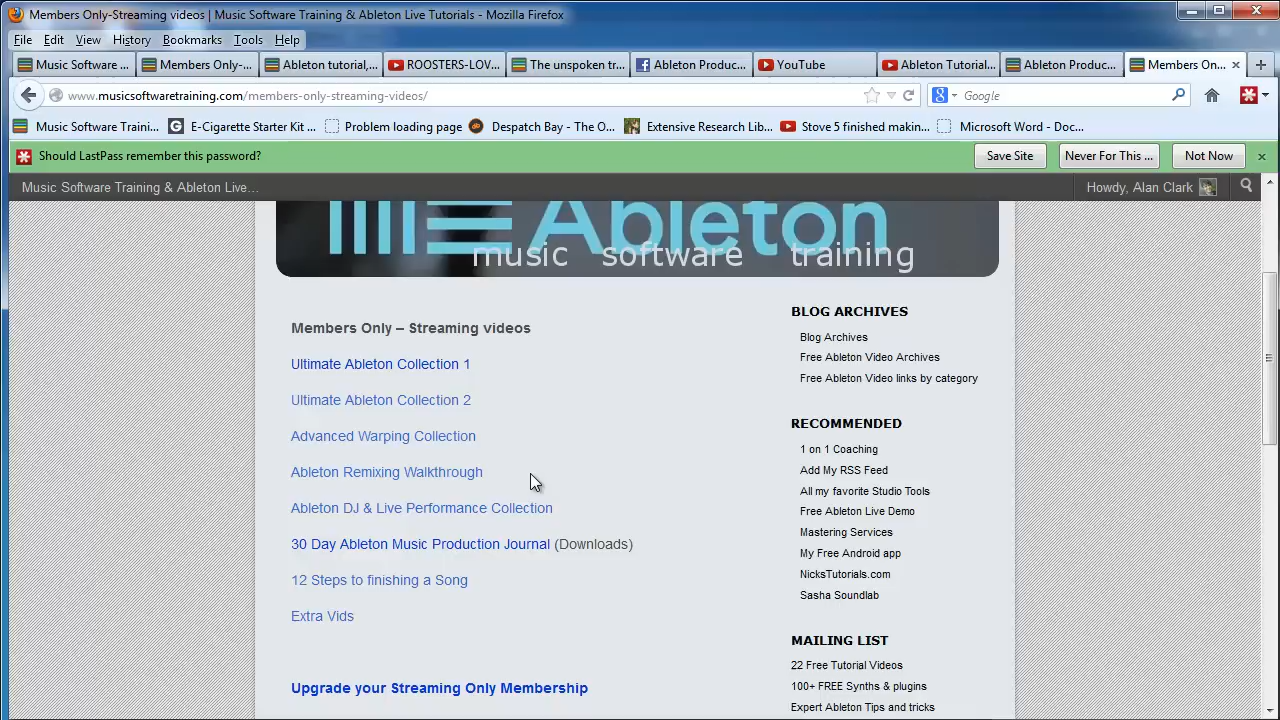 Members Only-Streaming videos | Music Software Training & Ableton Live Tutorials - Mozilla Firefox
File Edit View History Bookmarks Tools Help
Music Software ... Members Only-... Ableton tutorial,... ROOSTERS-LOV... The unspoken tr... Ableton Produc... YouTube Ableton Tutorial... Ableton Produc... Members On...
www.musicsoftwaretraining.com/members-only-streaming-videos/ Google
Music Software Traini... E-Cigarette Starter Kit ... Problem loading page Despatch Bay - The O... Extensive Research Lib... Stove 5 finished makin... Microsoft Word - Doc...
Should LastPass remember this password? Save Site Never For This ... Not Now
Music Software Training & Ableton Live... Howdy, Alan Clark
Ableton
music software training
Members Only – Streaming videos
Ultimate Ableton Collection 1
Ultimate Ableton Collection 2
Advanced Warping Collection
Ableton Remixing Walkthrough
Ableton DJ & Live Performance Collection
30 Day Ableton Music Production Journal (Downloads)
12 Steps to finishing a Song
Extra Vids
Upgrade your Streaming Only Membership
BLOG ARCHIVES
Blog Archives
Free Ableton Video Archives
Free Ableton Video links by category
RECOMMENDED
1 on 1 Coaching
Add My RSS Feed
All my favorite Studio Tools
Free Ableton Live Demo
Mastering Services
My Free Android app
NicksTutorials.com
Sasha Soundlab
MAILING LIST
22 Free Tutorial Videos
100+ FREE Synths & plugins
Expert Ableton Tips and tricks